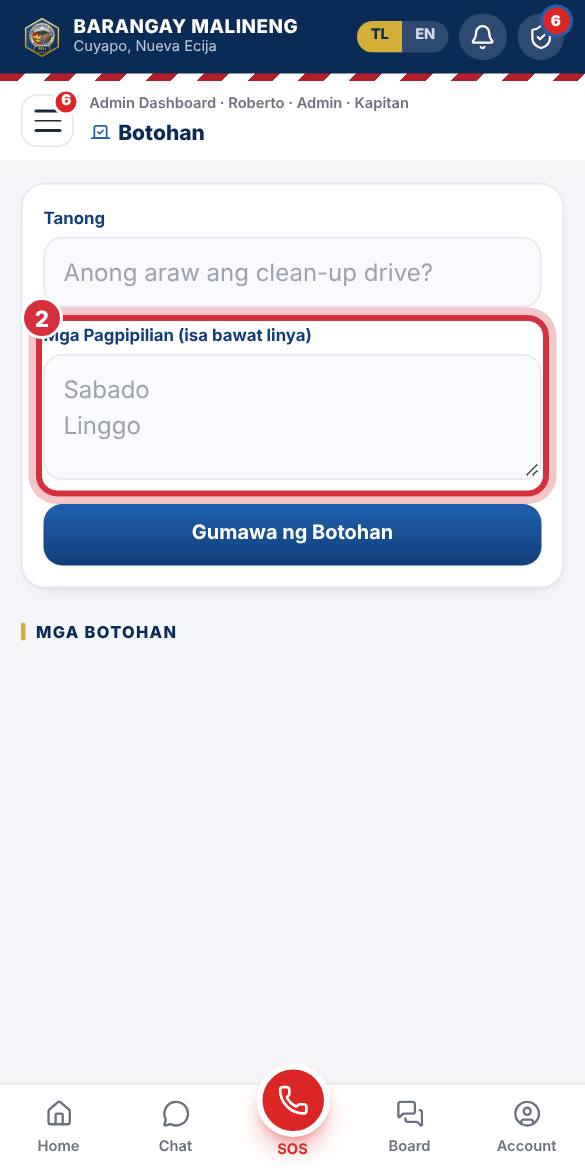 BARANGAY MALINENG
Cuyapo, Nueva Ecija
TL EN
6
6
Admin Dashboard · Roberto · Admin · Kapitan
Botohan
Tanong
Anong araw ang clean-up drive?
2
Mga Pagpipilian (isa bawat linya)
Sabado
Linggo
Gumawa ng Botohan
MGA BOTOHAN
Home
Chat
SOS
Board
Account